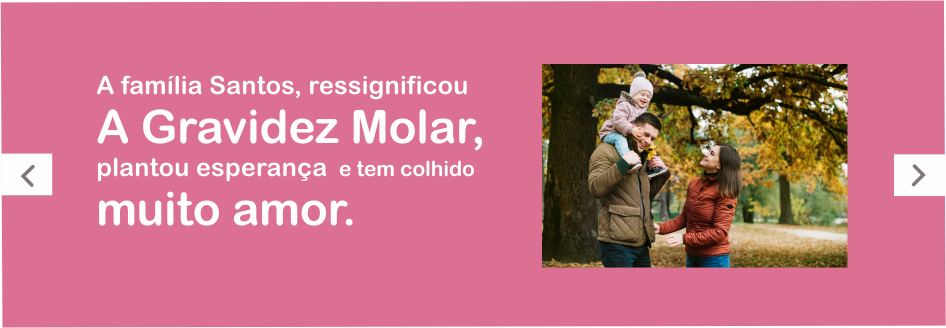 A família Santos, ressignificou
A Gravidez Molar,
plantou esperança e tem colhido
muito amor.